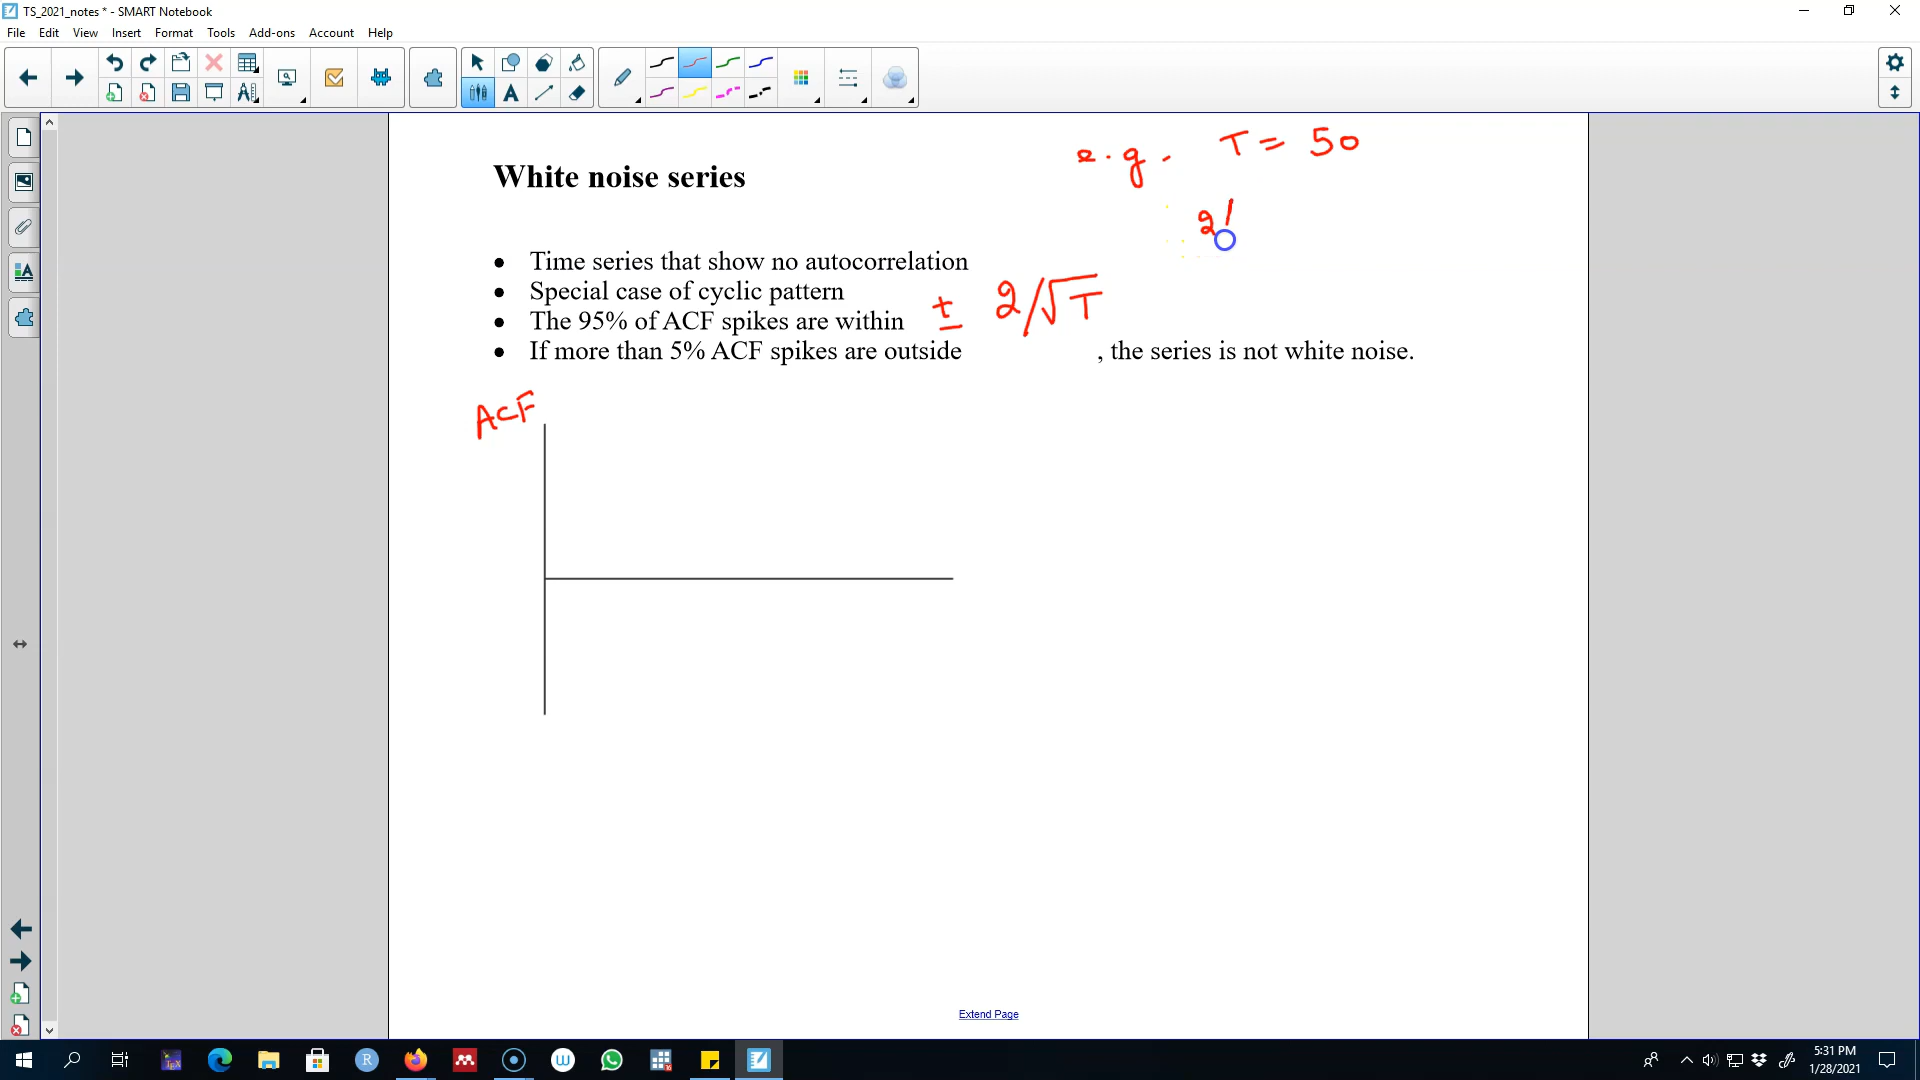 TS_2021_notes * - SMART Notebook
File Edit View Insert Format Tools Add-ons Account Help
e.g. T = 50
White noise series
2/
• Time series that show no autocorrelation
• Special case of cyclic pattern
• The 95% of ACF spikes are within ± 2/√T
• If more than 5% ACF spikes are outside , the series is not white noise.
ACF
Extend Page
5:31 PM
1/28/2021